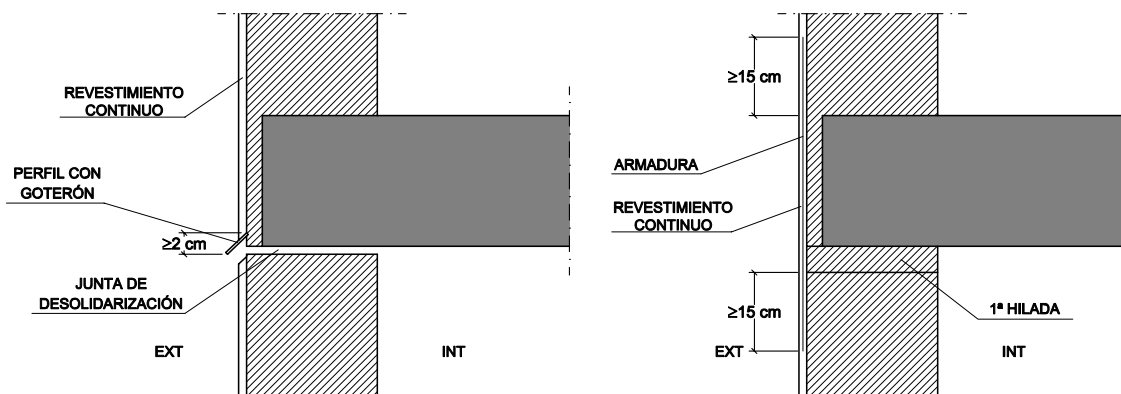 REVESTIMIENTO
CONTINUO
PERFIL CON
GOTERÓN
≥2 cm
JUNTA DE
DESOLIDARIZACIÓN
EXT
INT
≥15 cm
ARMADURA
REVESTIMIENTO
CONTINUO
≥15 cm
1ª HILADA
EXT
INT